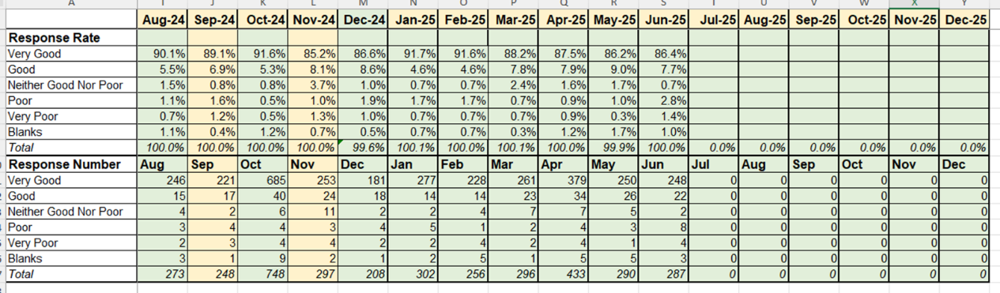 A I J K L M N O P Q R S T U V W X Y
Aug-24 Sep-24 Oct-24 Nov-24 Dec-24 Jan-25 Feb-25 Mar-25 Apr-25 May-25 Jun-25 Jul-25 Aug-25 Sep-25 Oct-25 Nov-25 Dec-25
Response Rate
Very Good 90.1% 89.1% 91.6% 85.2% 86.6% 91.7% 91.6% 88.2% 87.5% 86.2% 86.4%
Good 5.5% 6.9% 5.3% 8.1% 8.6% 4.6% 4.6% 7.8% 7.9% 9.0% 7.7%
Neither Good Nor Poor 1.5% 0.8% 0.8% 3.7% 1.0% 0.7% 0.7% 2.4% 1.6% 1.7% 0.7%
Poor 1.1% 1.6% 0.5% 1.0% 1.9% 1.7% 1.7% 0.7% 0.9% 1.0% 2.8%
Very Poor 0.7% 1.2% 0.5% 1.3% 1.0% 0.7% 0.7% 0.7% 0.9% 0.3% 1.4%
Blanks 1.1% 0.4% 1.2% 0.7% 0.5% 0.7% 0.7% 0.3% 1.2% 1.7% 1.0%
Total 100.0% 100.0% 100.0% 100.0% 99.6% 100.1% 100.0% 100.1% 100.0% 99.9% 100.0% 0.0% 0.0% 0.0% 0.0% 0.0% 0.0%
Response Number Aug Sep Oct Nov Dec Jan Feb Mar Apr May Jun Jul Aug Sep Oct Nov Dec
Very Good 246 221 685 253 181 277 228 261 379 250 248 0 0 0 0 0 0
Good 15 17 40 24 18 14 14 23 34 26 22 0 0 0 0 0 0
Neither Good Nor Poor 4 2 6 11 2 2 4 7 7 5 2 0 0 0 0 0 0
Poor 3 4 4 3 4 5 1 2 4 3 8 0 0 0 0 0 0
Very Poor 2 3 4 4 2 2 4 2 4 1 4 0 0 0 0 0 0
Blanks 3 1 9 2 1 2 5 1 5 5 3 0 0 0 0 0 0
Total 273 248 748 297 208 302 256 296 433 290 287 0 0 0 0 0 0